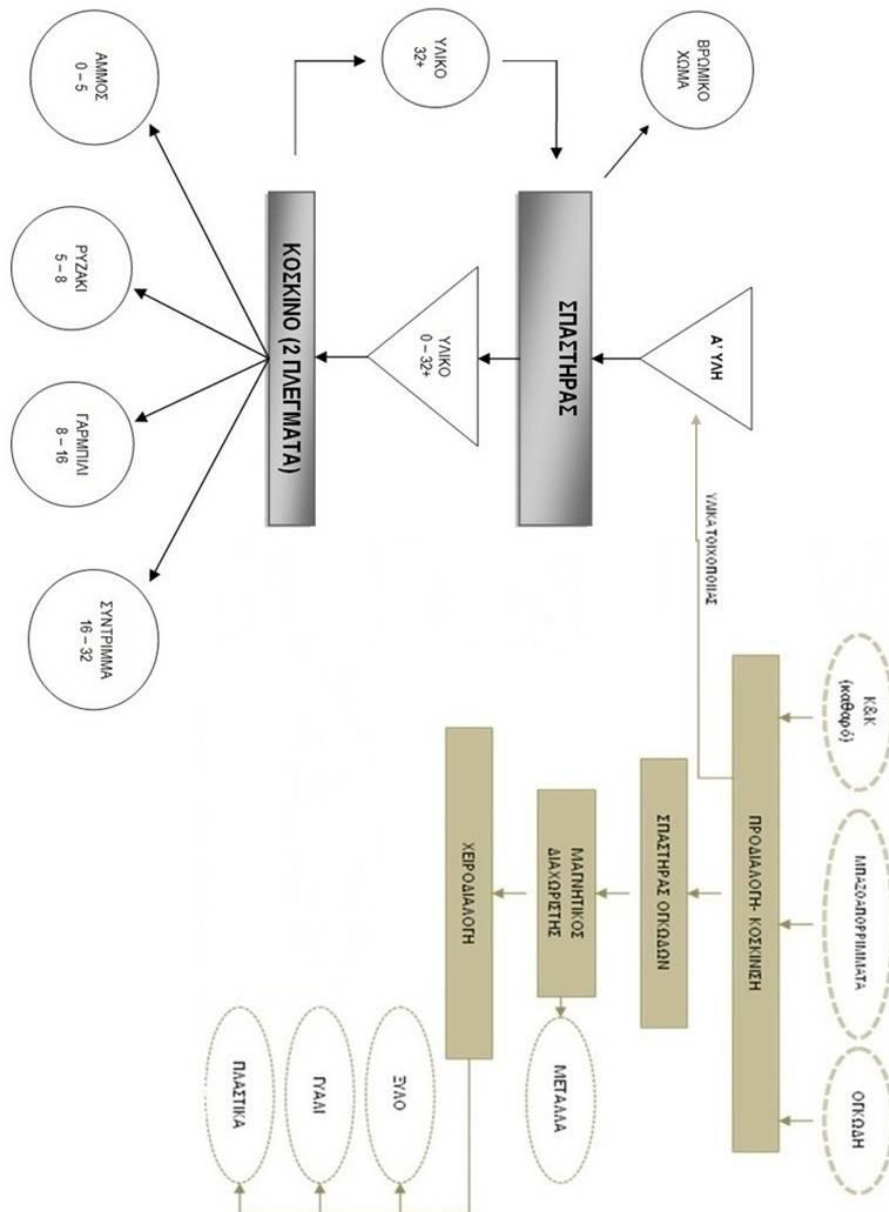 Κ&Κ
(καθαρό)
ΜΠΑΖΟΑΠΟΡΡΙΜΜΑΤΑ
ΟΓΚΩΔΗ
ΠΡΟΔΙΑΛΟΓΗ- ΚΟΣΚΙΝΙΣΗ
ΥΛΙΚΑ ΤΟΙΧΟΠΟΙΙΑΣ
ΣΠΑΣΤΗΡΑΣ ΟΓΚΩΔΩΝ
ΜΑΓΝΗΤΙΚΟΣ
ΔΙΑΧΩΡΙΣΤΗΣ
ΜΕΤΑΛΛΑ
ΧΕΙΡΟΔΙΑΛΟΓΗ
ΞΥΛΟ
ΓΥΑΛΙ
ΠΛΑΣΤΙΚΑ
ΒΡΩΜΙΚΟ
ΧΩΜΑ
Α' ΥΛΗ
ΣΠΑΣΤΗΡΑΣ
ΥΛΙΚΟ
32+
ΥΛΙΚΟ
0 – 32+
ΚΟΣΚΙΝΟ (2 ΠΛΕΓΜΑΤΑ)
ΑΜΜΟΣ
0 – 5
ΡΥΖΑΚΙ
5 – 8
ΓΑΡΜΠΙΛΙ
8 – 16
ΣΥΝΤΡΙΜΜΑ
16 – 32